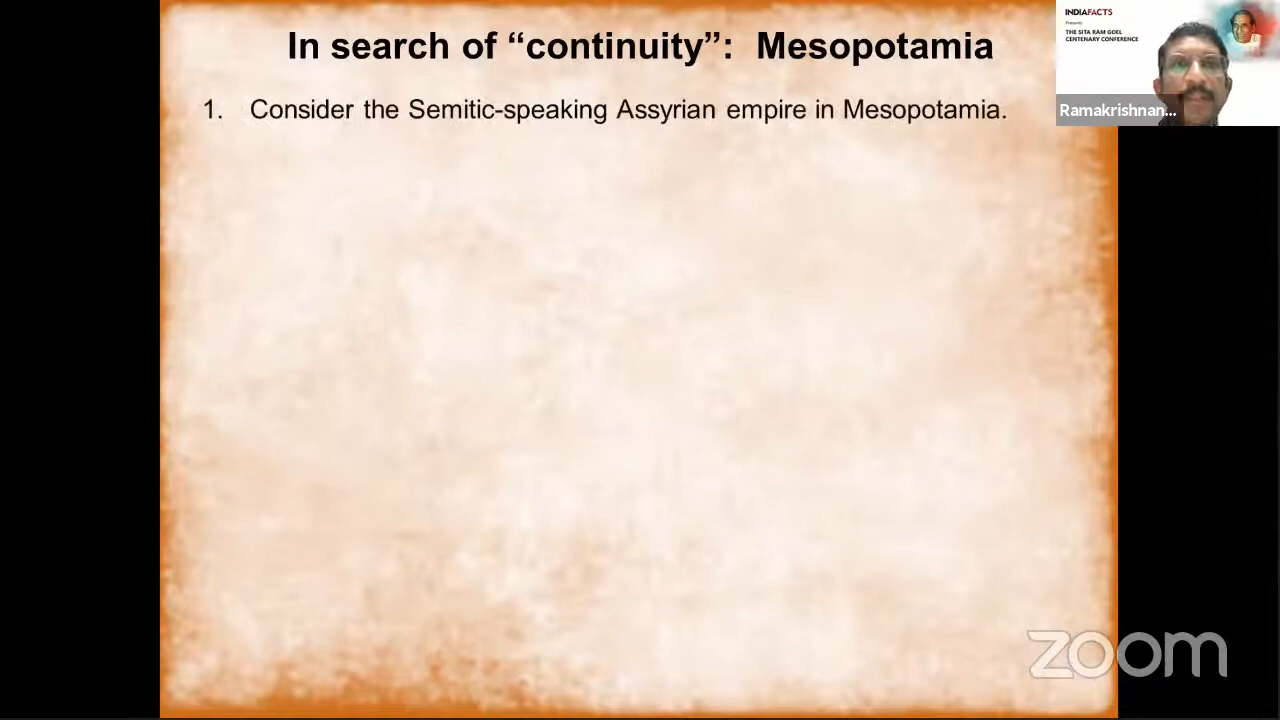 In search of “continuity”: Mesopotamia
1. Consider the Semitic-speaking Assyrian empire in Mesopotamia.
INDIAFACTS
Presents
THE SITA RAM GOEL
CENTENARY CONFERENCE
Ramakrishnan...
zoom